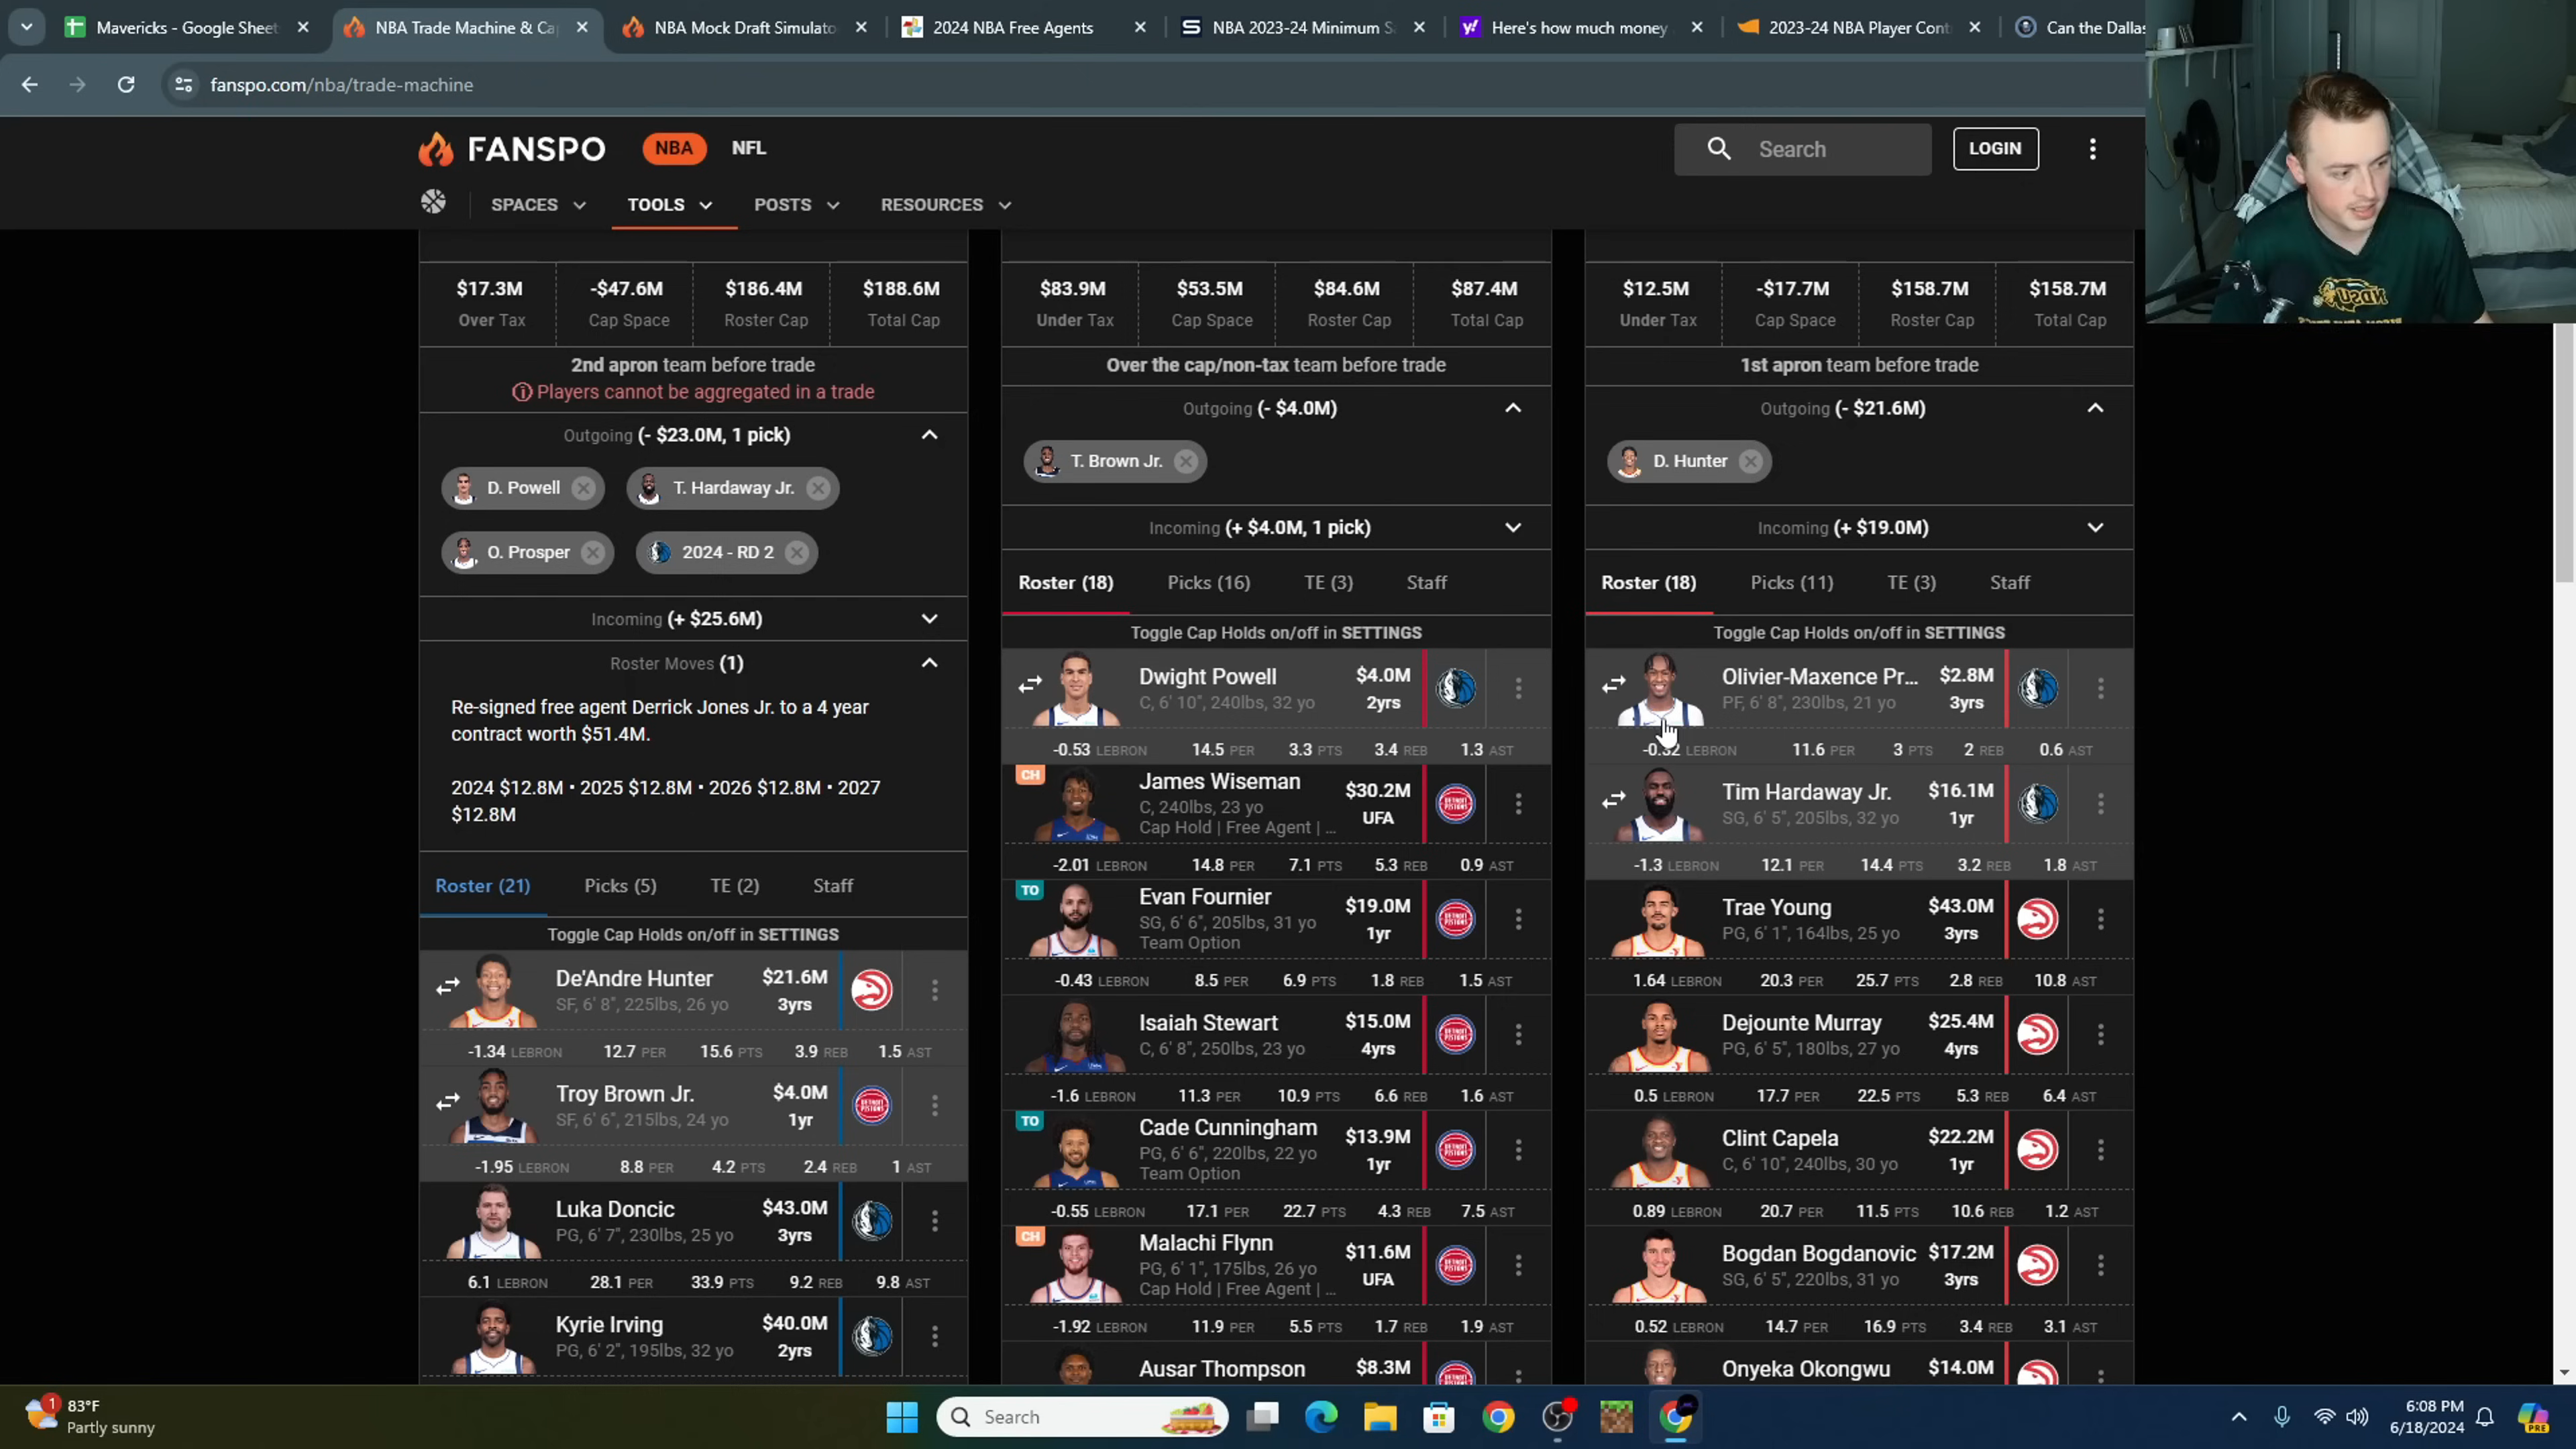 Mavericks - Google Sheet
NBA Trade Machine & Ca
NBA Mock Draft Simulato
2024 NBA Free Agents
NBA 2023-24 Minimum S
Here's how much money
2023-24 NBA Player Cont
Can the Dallas
fanspo.com/nba/trade-machine
FANSPO
NBA
NFL
Search
LOGIN
SPACES
TOOLS
POSTS
RESOURCES
$17.3M -$47.6M $186.4M $188.6M
Over Tax Cap Space Roster Cap Total Cap
2nd apron team before trade
Players cannot be aggregated in a trade
Outgoing (- $23.0M, 1 pick)
D. Powell
T. Hardaway Jr.
O. Prosper
2024 - RD 2
Incoming (+ $25.6M)
Roster Moves (1)
Re-signed free agent Derrick Jones Jr. to a 4 year
contract worth $51.4M.
2024 $12.8M • 2025 $12.8M • 2026 $12.8M • 2027
$12.8M
Roster (21) Picks (5) TE (2) Staff
Toggle Cap Holds on/off in SETTINGS
De'Andre Hunter $21.6M
SF, 6' 8", 225lbs, 26 yo 3yrs
-1.34 LEBRON 12.7 PER 15.6 PTS 3.9 REB 1.5 AST
Troy Brown Jr. $4.0M
SF, 6' 6", 215lbs, 24 yo 1yr
-1.95 LEBRON 8.8 PER 4.2 PTS 2.4 REB 1 AST
Luka Doncic $43.0M
PG, 6' 7", 230lbs, 25 yo 3yrs
6.1 LEBRON 28.1 PER 33.9 PTS 9.2 REB 9.8 AST
Kyrie Irving $40.0M
PG, 6' 2", 195lbs, 32 yo 2yrs
$83.9M $53.5M $84.6M $87.4M
Under Tax Cap Space Roster Cap Total Cap
Over the cap/non-tax team before trade
Outgoing (- $4.0M)
T. Brown Jr.
Incoming (+ $4.0M, 1 pick)
Roster (18) Picks (16) TE (3) Staff
Toggle Cap Holds on/off in SETTINGS
Dwight Powell $4.0M
C, 6' 10", 240lbs, 32 yo 2yrs
-0.53 LEBRON 14.5 PER 3.3 PTS 3.4 REB 1.3 AST
CH
James Wiseman $30.2M
C, 240lbs, 23 yo UFA
Cap Hold | Free Agent | ...
-2.01 LEBRON 14.8 PER 7.1 PTS 5.3 REB 0.9 AST
TO
Evan Fournier $19.0M
SG, 6' 6", 205lbs, 31 yo 1yr
Team Option
-0.43 LEBRON 8.5 PER 6.9 PTS 1.8 REB 1.5 AST
Isaiah Stewart $15.0M
C, 6' 8", 250lbs, 23 yo 4yrs
-1.6 LEBRON 11.3 PER 10.9 PTS 6.6 REB 1.6 AST
TO
Cade Cunningham $13.9M
PG, 6' 6", 220lbs, 22 yo 1yr
Team Option
-0.55 LEBRON 17.1 PER 22.7 PTS 4.3 REB 7.5 AST
CH
Malachi Flynn $11.6M
PG, 6' 1", 175lbs, 26 yo UFA
Cap Hold | Free Agent | ...
-1.92 LEBRON 11.9 PER 5.5 PTS 1.7 REB 1.9 AST
Ausar Thompson $8.3M
$12.5M -$17.7M $158.7M $158.7M
Under Tax Cap Space Roster Cap Total Cap
1st apron team before trade
Outgoing (- $21.6M)
D. Hunter
Incoming (+ $19.0M)
Roster (18) Picks (11) TE (3) Staff
Toggle Cap Holds on/off in SETTINGS
Olivier-Maxence Pr... $2.8M
PF, 6' 8", 230lbs, 21 yo 3yrs
LEBRON 11.6 PER 3 PTS 2 REB 0.6 AST
Tim Hardaway Jr. $16.1M
SG, 6' 5", 205lbs, 32 yo 1yr
-1.3 LEBRON 12.1 PER 14.4 PTS 3.2 REB 1.8 AST
Trae Young $43.0M
PG, 6' 1", 164lbs, 25 yo 3yrs
1.64 LEBRON 20.3 PER 25.7 PTS 2.8 REB 10.8 AST
Dejounte Murray $25.4M
PG, 6' 5", 180lbs, 27 yo 4yrs
0.5 LEBRON 17.7 PER 22.5 PTS 5.3 REB 6.4 AST
Clint Capela $22.2M
C, 6' 10", 240lbs, 30 yo 1yr
0.89 LEBRON 20.7 PER 11.5 PTS 10.6 REB 1.2 AST
Bogdan Bogdanovic $17.2M
SG, 6' 5", 220lbs, 31 yo 3yrs
0.52 LEBRON 14.7 PER 16.9 PTS 3.4 REB 3.1 AST
Onyeka Okongwu $14.0M
1
83°F
Partly sunny
Search
6:08 PM
6/18/2024
PRE